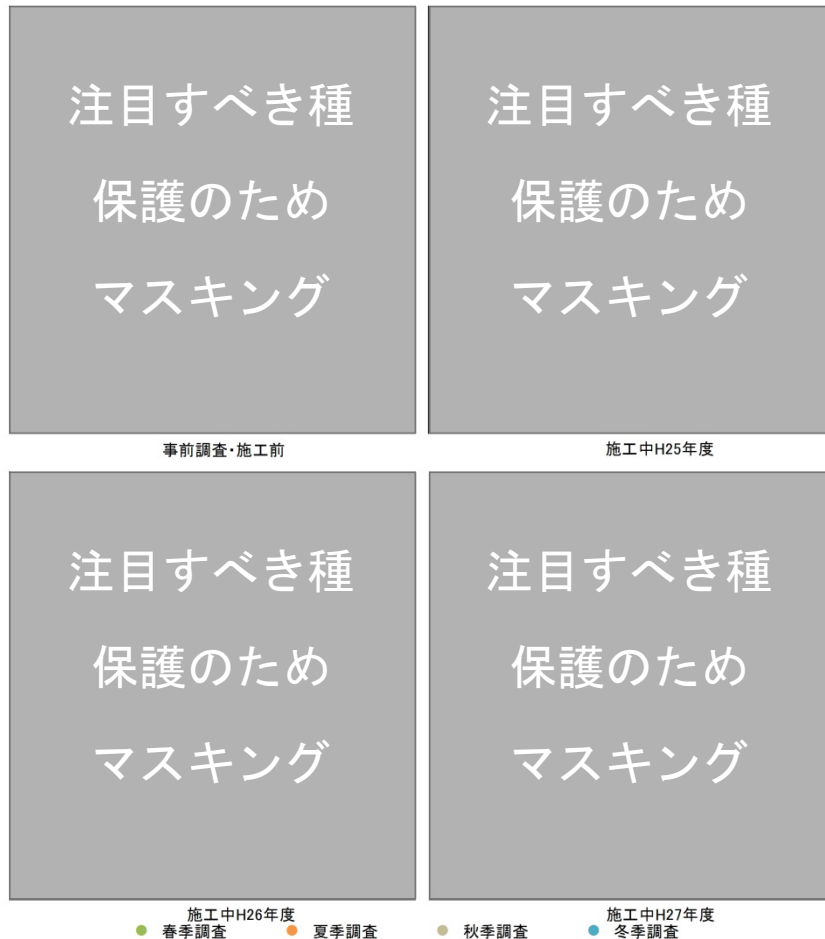 注目すべき種
保護のため
マスキング
注目すべき種
保護のため
マスキング
事前調査・施工前
施工中H25年度
注目すべき種
保護のため
マスキング
注目すべき種
保護のため
マスキング
施工中H26年度
施工中H27年度
春季調査
夏季調査
秋季調査
冬季調査